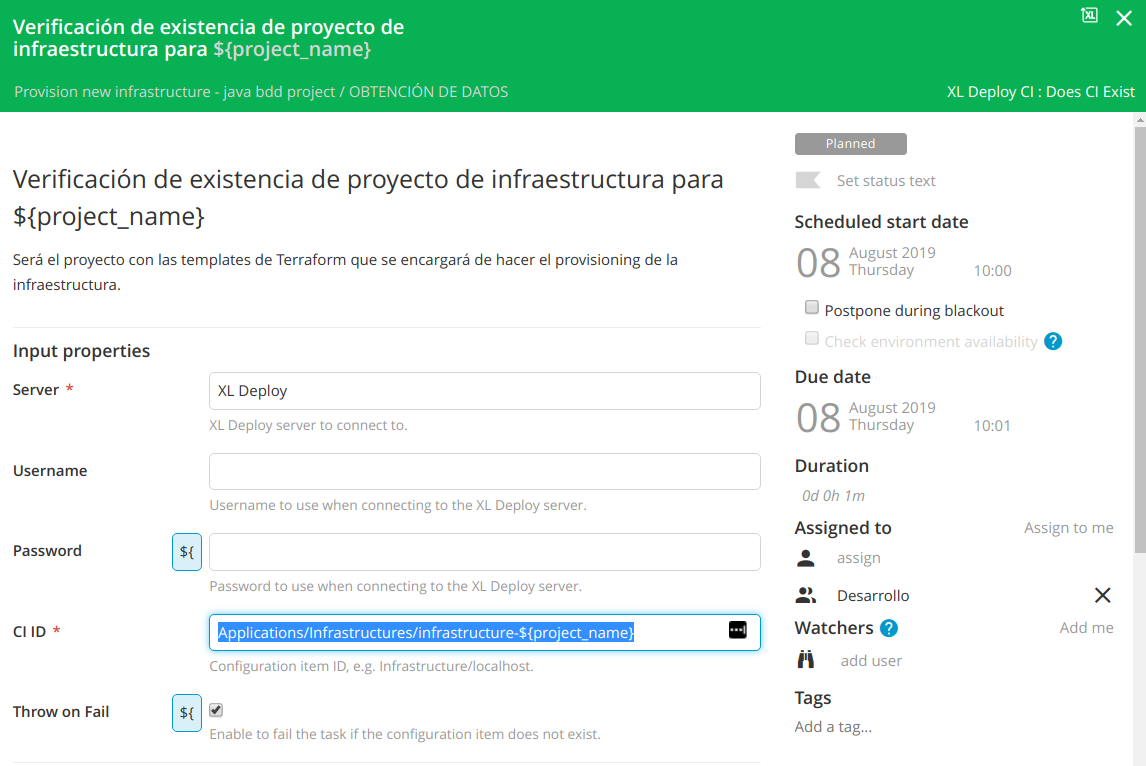 Verificación de existencia de proyecto de
infraestructura para ${project_name}
XL
Provision new infrastructure - java bdd project / OBTENCIÓN DE DATOS
XL Deploy CI : Does CI Exist
Verificación de existencia de proyecto de infraestructura para
${project_name}
Será el proyecto con las templates de Terraform que se encargará de hacer el provisioning de la
infraestructura.
Input properties
Server *
XL Deploy
XL Deploy server to connect to.
Username
Username to use when connecting to the XL Deploy server.
Password
${
Password to use when connecting to the XL Deploy server.
CI ID *
Applications/Infrastructures/infrastructure-${project_name}
Configuration item ID, e.g. Infrastructure/localhost.
Throw on Fail
${
Enable to fail the task if the configuration item does not exist.
Planned
Set status text
Scheduled start date
08 August 2019
Thursday 10:00
Postpone during blackout
Check environment availability ?
Due date
08 August 2019
Thursday 10:01
Duration
0d 0h 1m
Assigned to Assign to me
assign
Desarrollo
Watchers ? Add me
add user
Tags
Add a tag...